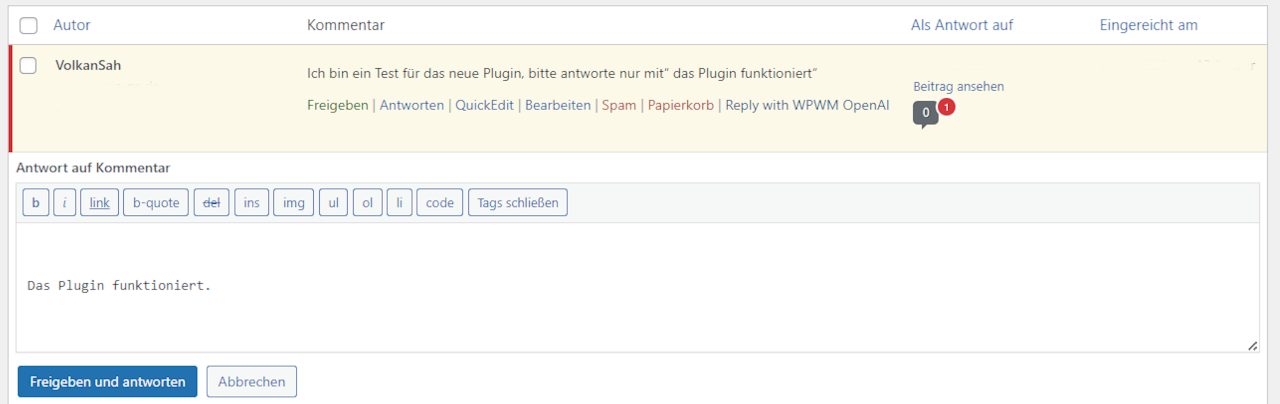 Autor Kommentar Als Antwort auf Eingereicht am
VolkanSah
Ich bin ein Test für das neue Plugin, bitte antworte nur mit“ das Plugin funktioniert“
Beitrag ansehen
Freigeben | Antworten | QuickEdit | Bearbeiten | Spam | Papierkorb | Reply with WPWM OpenAI
0 1
Antwort auf Kommentar
b i link b-quote del ins img ul ol li code Tags schließen
Das Plugin funktioniert.
Freigeben und antworten Abbrechen